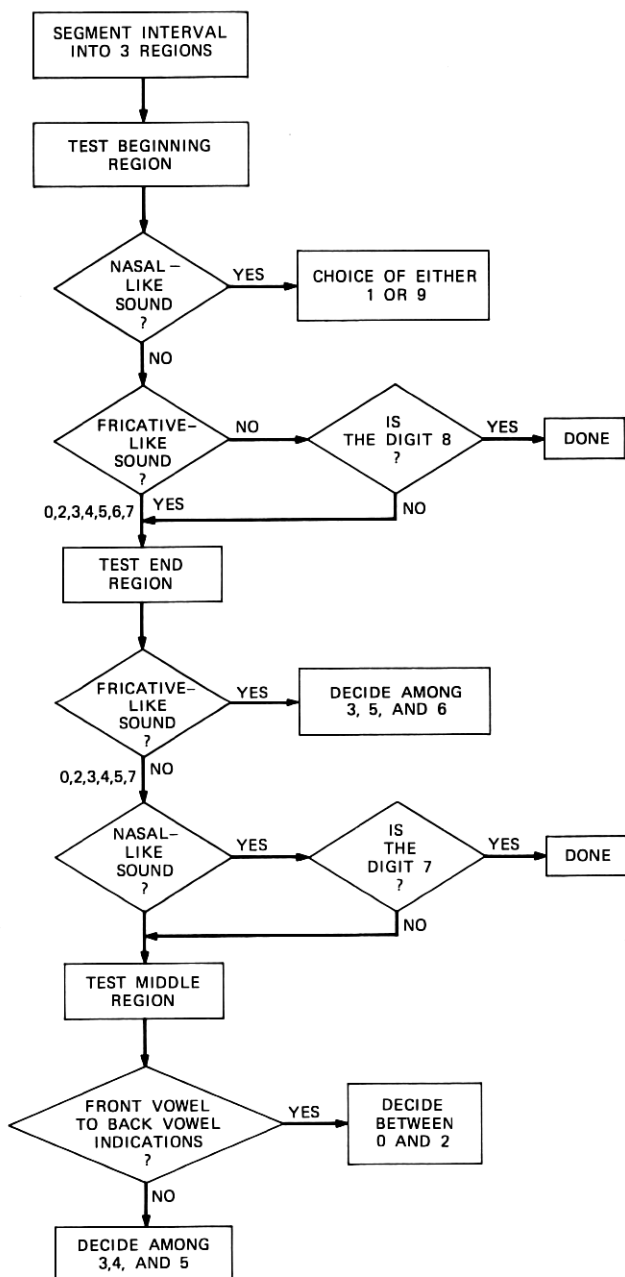 SEGMENT INTERVAL
INTO 3 REGIONS
TEST BEGINNING
REGION
NASAL–
LIKE
SOUND
?
YES
CHOICE OF EITHER
1 OR 9
NO
FRICATIVE–
LIKE
SOUND
?
NO
IS
THE DIGIT 8
?
YES
DONE
0,2,3,4,5,6,7
YES
NO
TEST END
REGION
FRICATIVE–
LIKE
SOUND
?
YES
DECIDE AMONG
3, 5, AND 6
0,2,3,4,5,7
NO
NASAL–
LIKE
SOUND
?
YES
IS
THE
DIGIT 7
?
YES
DONE
NO
TEST MIDDLE
REGION
FRONT VOWEL
TO BACK VOWEL
INDICATIONS
?
YES
DECIDE
BETWEEN
0 AND 2
NO
DECIDE AMONG
3,4, AND 5